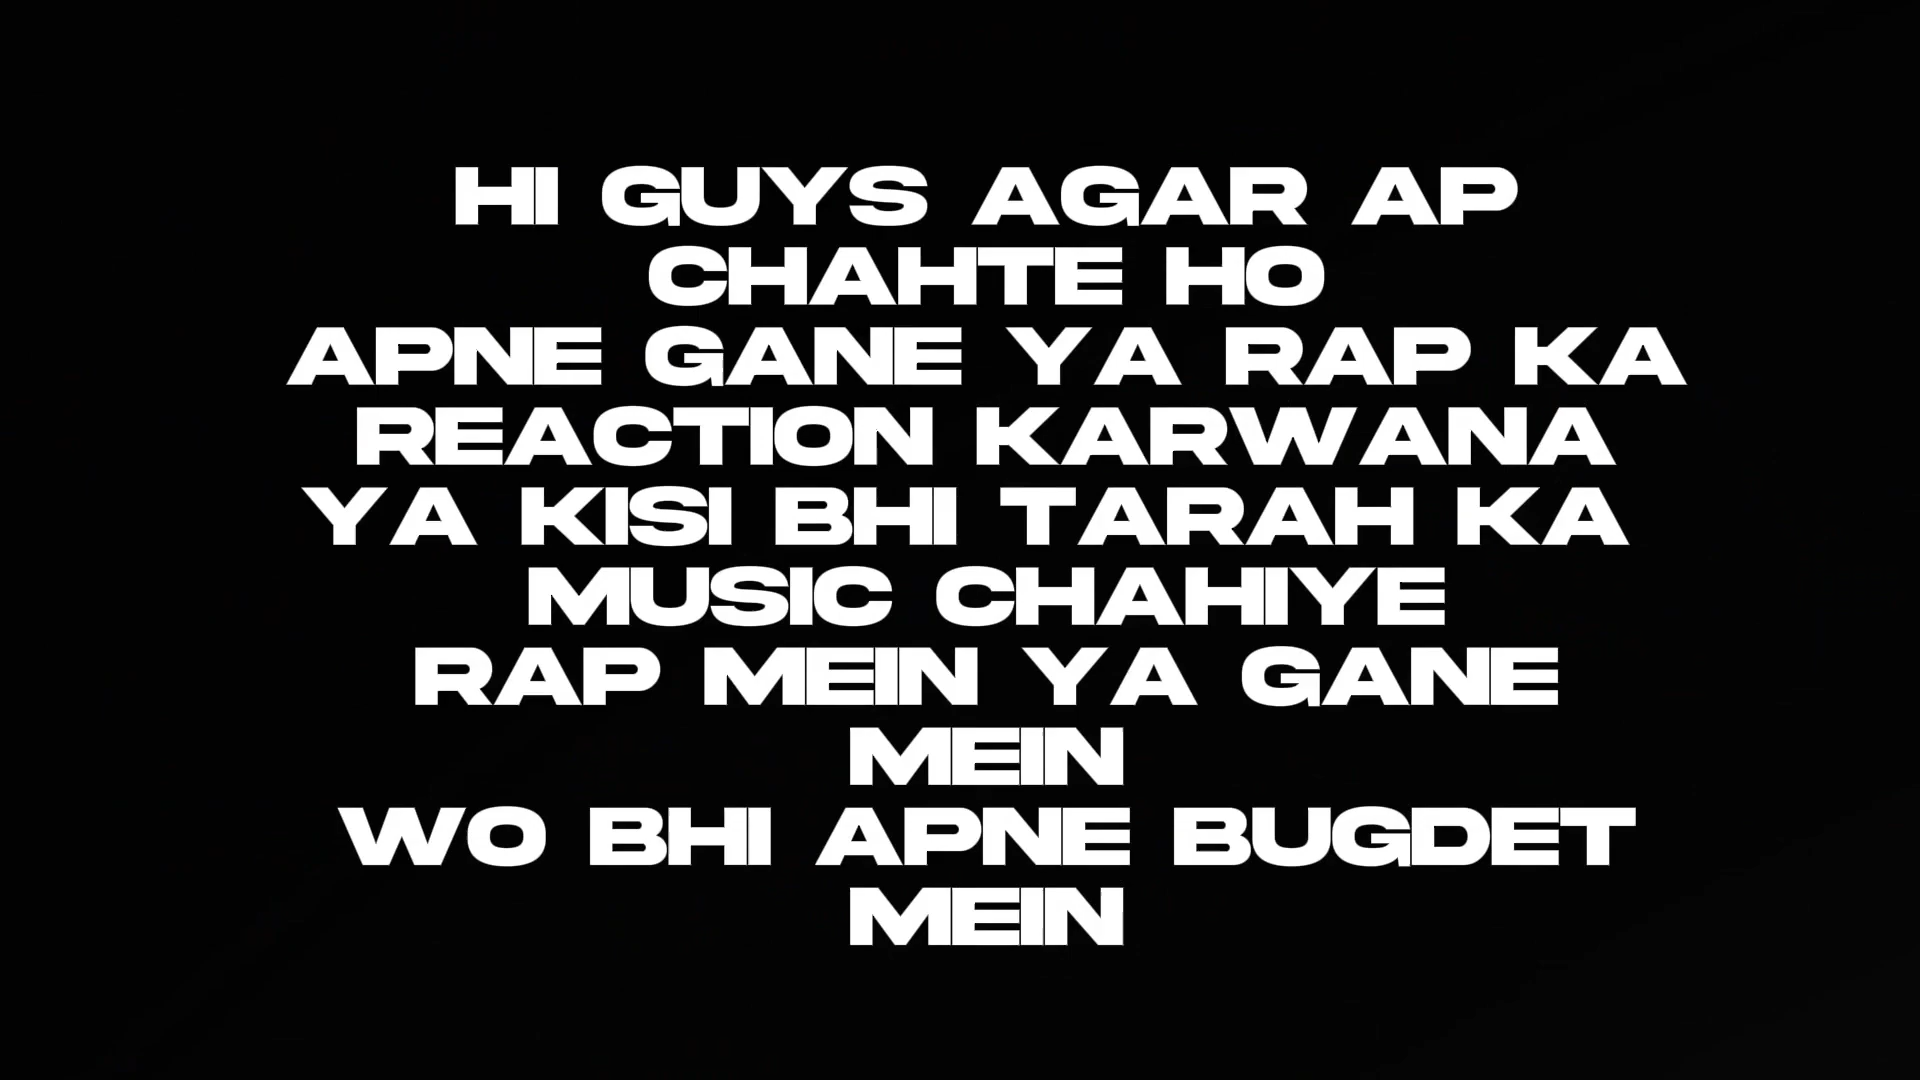 HI GUYS AGAR AP
CHAHTE HO
APNE GANE YA RAP KA
REACTION KARWANA
YA KISI BHI TARAH KA
MUSIC CHAHIYE
RAP MEIN YA GANE
MEIN
WO BHI APNE BUGDET
MEIN